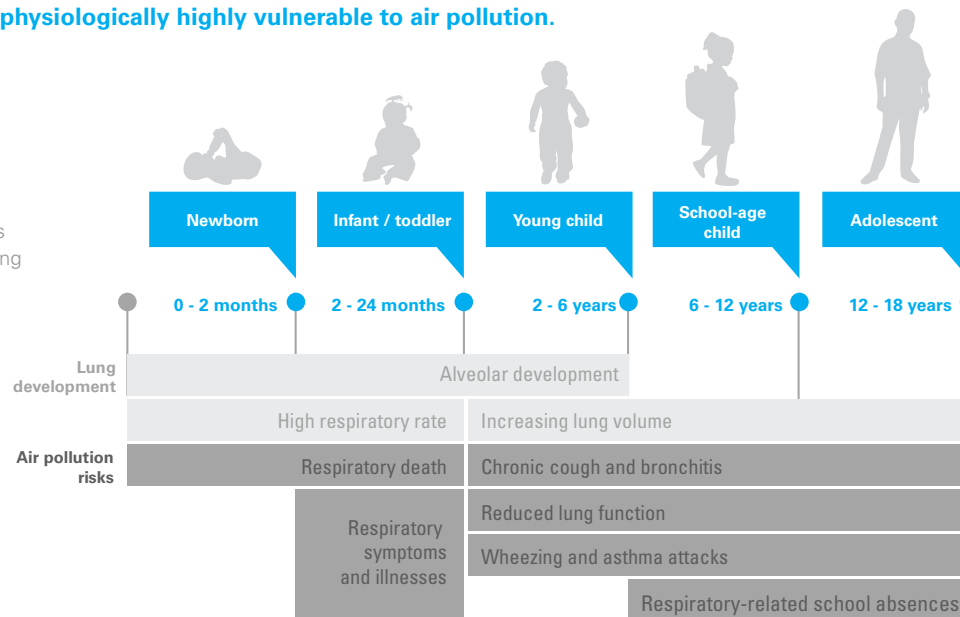 physiologically highly vulnerable to air pollution.
s
ng
Newborn
Infant / toddler
Young child
School-age
child
Adolescent
0 - 2 months
2 - 24 months
2 - 6 years
6 - 12 years
12 - 18 years
Lung
development
Alveolar development
High respiratory rate
Increasing lung volume
Air pollution
risks
Respiratory death
Chronic cough and bronchitis
Respiratory
symptoms
and illnesses
Reduced lung function
Wheezing and asthma attacks
Respiratory-related school absences